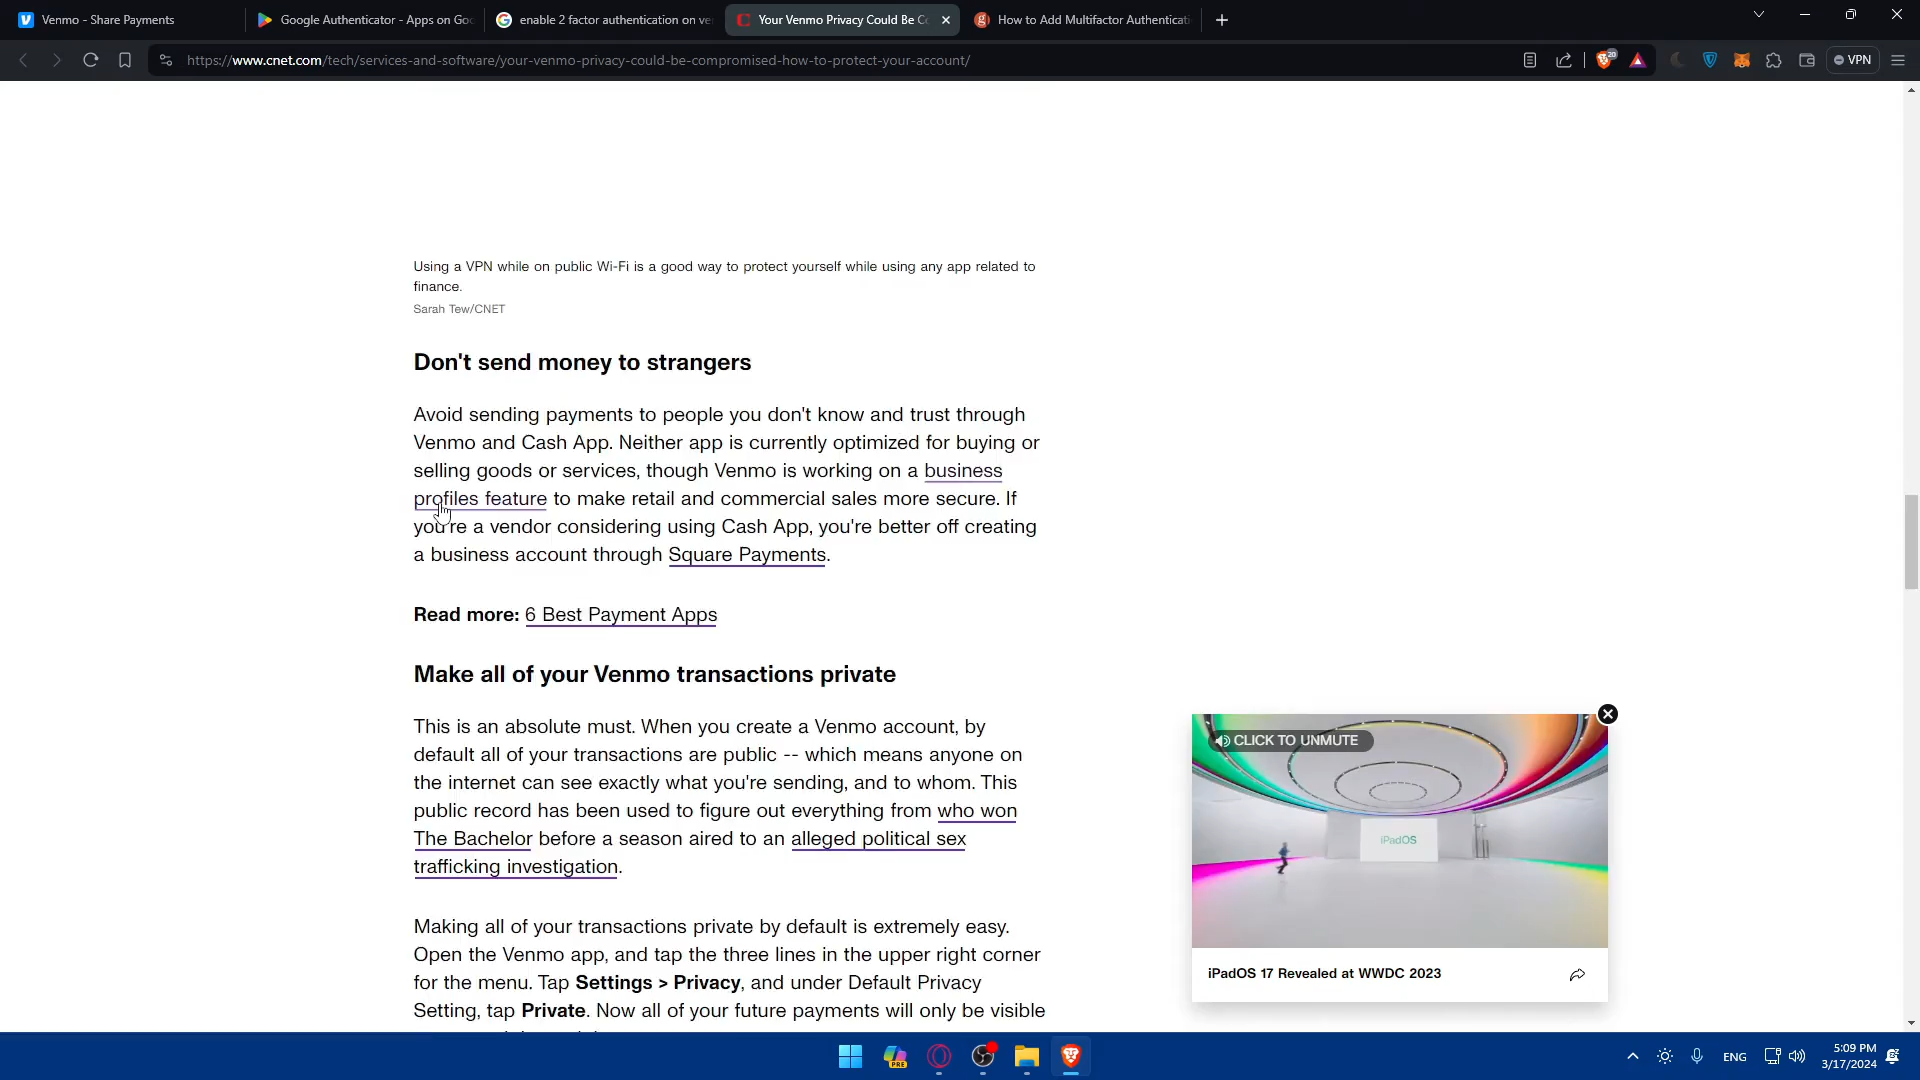 Venmo - Share Payments
Google Authenticator - Apps on Goo
enable 2 factor authentication on ve
Your Venmo Privacy Could Be Co
How to Add Multifactor Authenticati
https://www.cnet.com/tech/services-and-software/your-venmo-privacy-could-be-compromised-how-to-protect-your-account/
20
VPN
Using a VPN while on public Wi-Fi is a good way to protect yourself while using any app related to
finance.
Sarah Tew/CNET
Don't send money to strangers
Avoid sending payments to people you don't know and trust through
Venmo and Cash App. Neither app is currently optimized for buying or
selling goods or services, though Venmo is working on a business
profiles feature to make retail and commercial sales more secure. If
you're a vendor considering using Cash App, you're better off creating
a business account through Square Payments.
Read more: 6 Best Payment Apps
Make all of your Venmo transactions private
This is an absolute must. When you create a Venmo account, by
default all of your transactions are public -- which means anyone on
the internet can see exactly what you're sending, and to whom. This
public record has been used to figure out everything from who won
The Bachelor before a season aired to an alleged political sex
trafficking investigation.
Making all of your transactions private by default is extremely easy.
Open the Venmo app, and tap the three lines in the upper right corner
for the menu. Tap Settings > Privacy, and under Default Privacy
Setting, tap Private. Now all of your future payments will only be visible
CLICK TO UNMUTE
iPadOS
iPadOS 17 Revealed at WWDC 2023
PRE
ENG
5:09 PM
3/17/2024